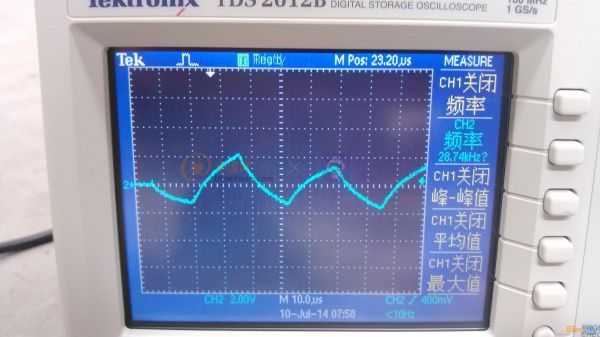 Tektronix TDS 2012B DIGITAL STORAGE OSCILLOSCOPE
100 MHz
1 GS/s
Tek M Pos: 23.20µs MEASURE
CH1关闭
频率
CH2
频率
28.74kHz?
CH1关闭
峰-峰值
CH1关闭
平均值
CH1关闭
最大值
2
CH2 2.00V M 10.0µs CH2 ∕ 400mV
10-Jul-14 07:58 <10Hz